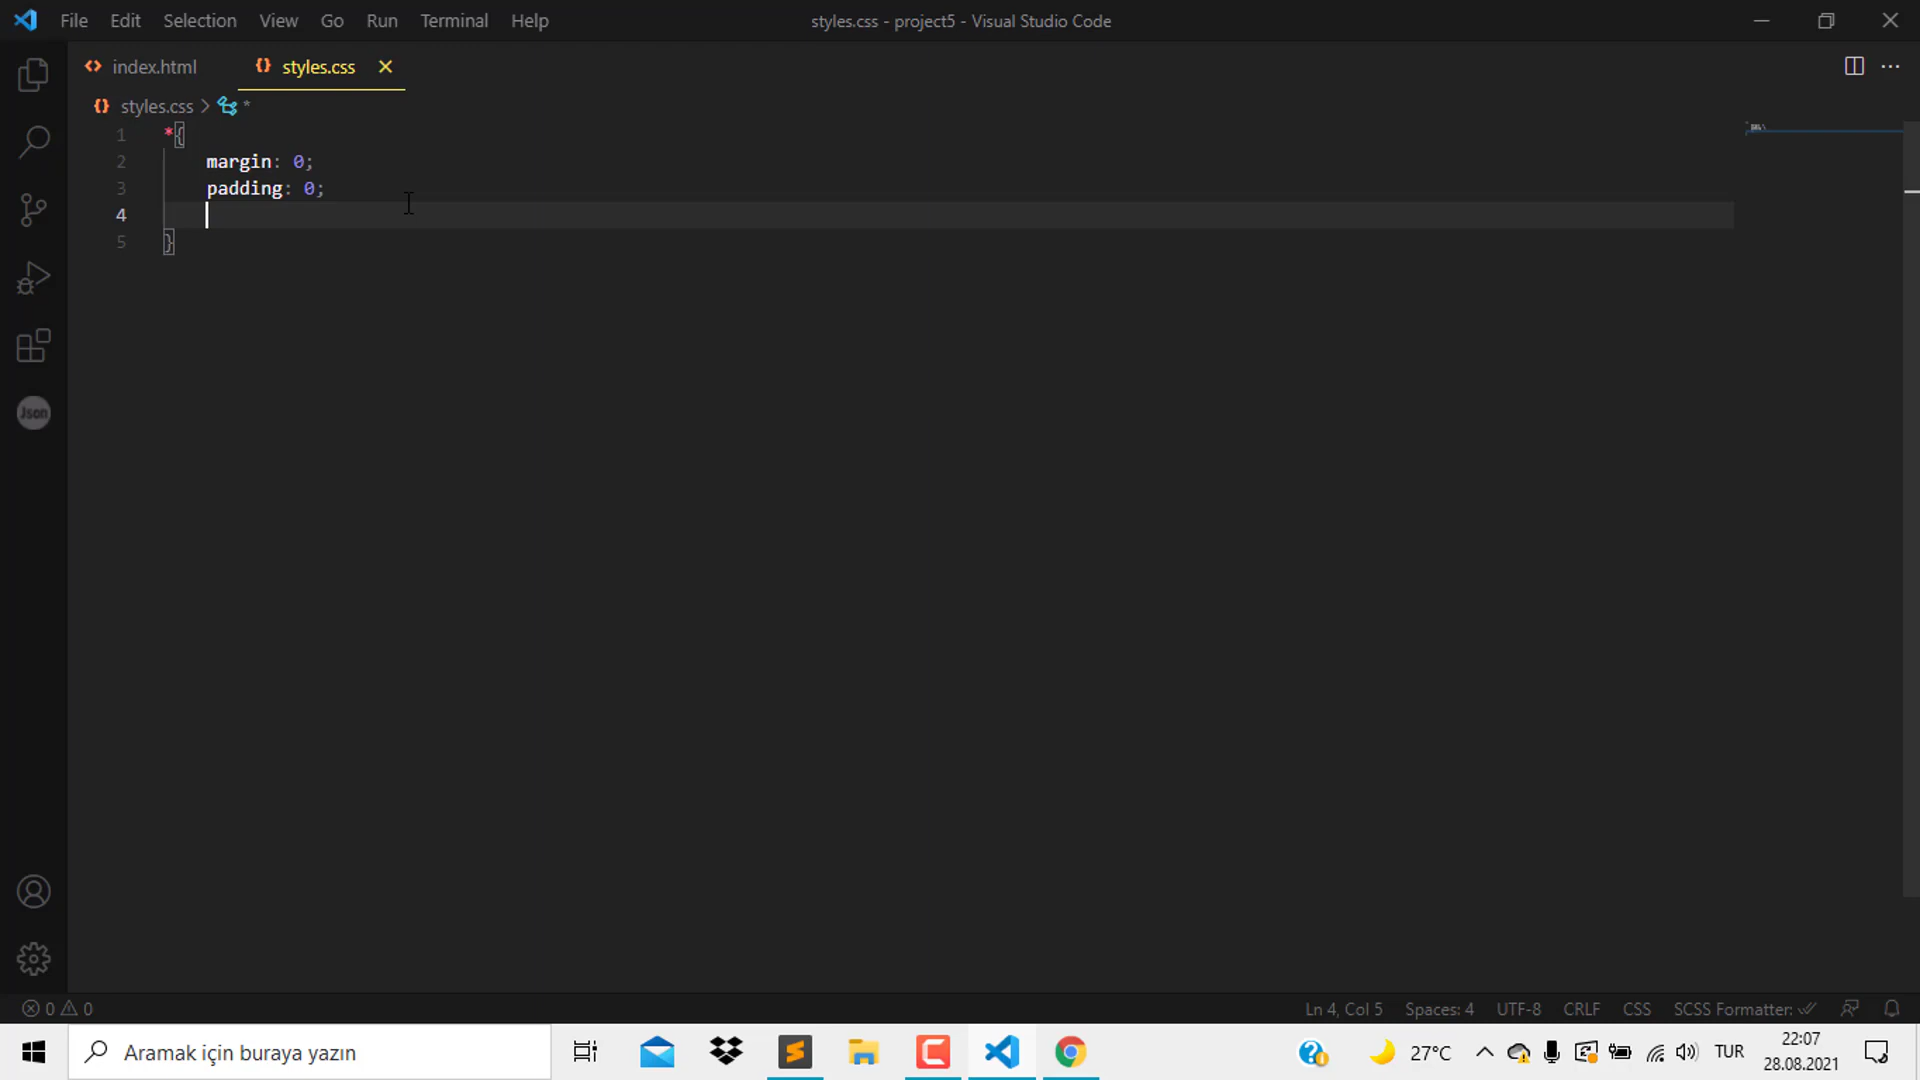 File Edit Selection View Go Run Terminal Help
styles.css - project5 - Visual Studio Code
index.html
{} styles.css
{} styles.css > *
1 *{
2 margin: 0;
3 padding: 0;
4
5 }
Json
0 0
Ln 4, Col 5 Spaces: 4 UTF-8 CRLF CSS SCSS Formatter:
Aramak için buraya yazın
27°C
TUR
22:07
28.08.2021